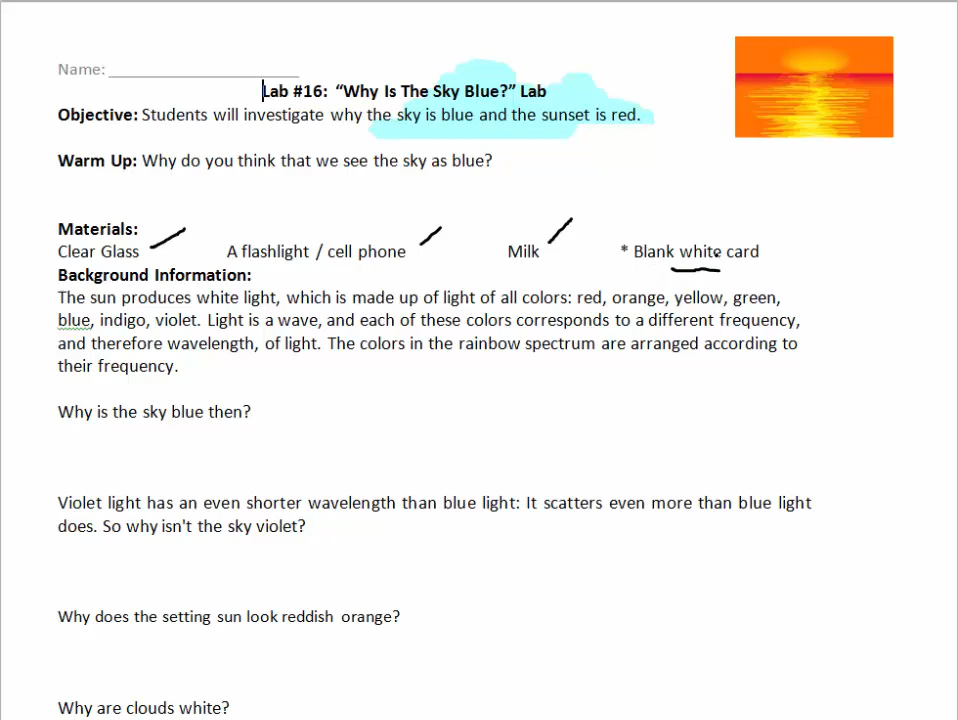 Name: ______________________
Lab #16: “Why Is The Sky Blue?” Lab
Objective: Students will investigate why the sky is blue and the sunset is red.
Warm Up: Why do you think that we see the sky as blue?
Materials:
Clear Glass A flashlight / cell phone Milk * Blank white card
Background Information:
The sun produces white light, which is made up of light of all colors: red, orange, yellow, green,
blue, indigo, violet. Light is a wave, and each of these colors corresponds to a different frequency,
and therefore wavelength, of light. The colors in the rainbow spectrum are arranged according to
their frequency.
Why is the sky blue then?
Violet light has an even shorter wavelength than blue light: It scatters even more than blue light
does. So why isn't the sky violet?
Why does the setting sun look reddish orange?
Why are clouds white?